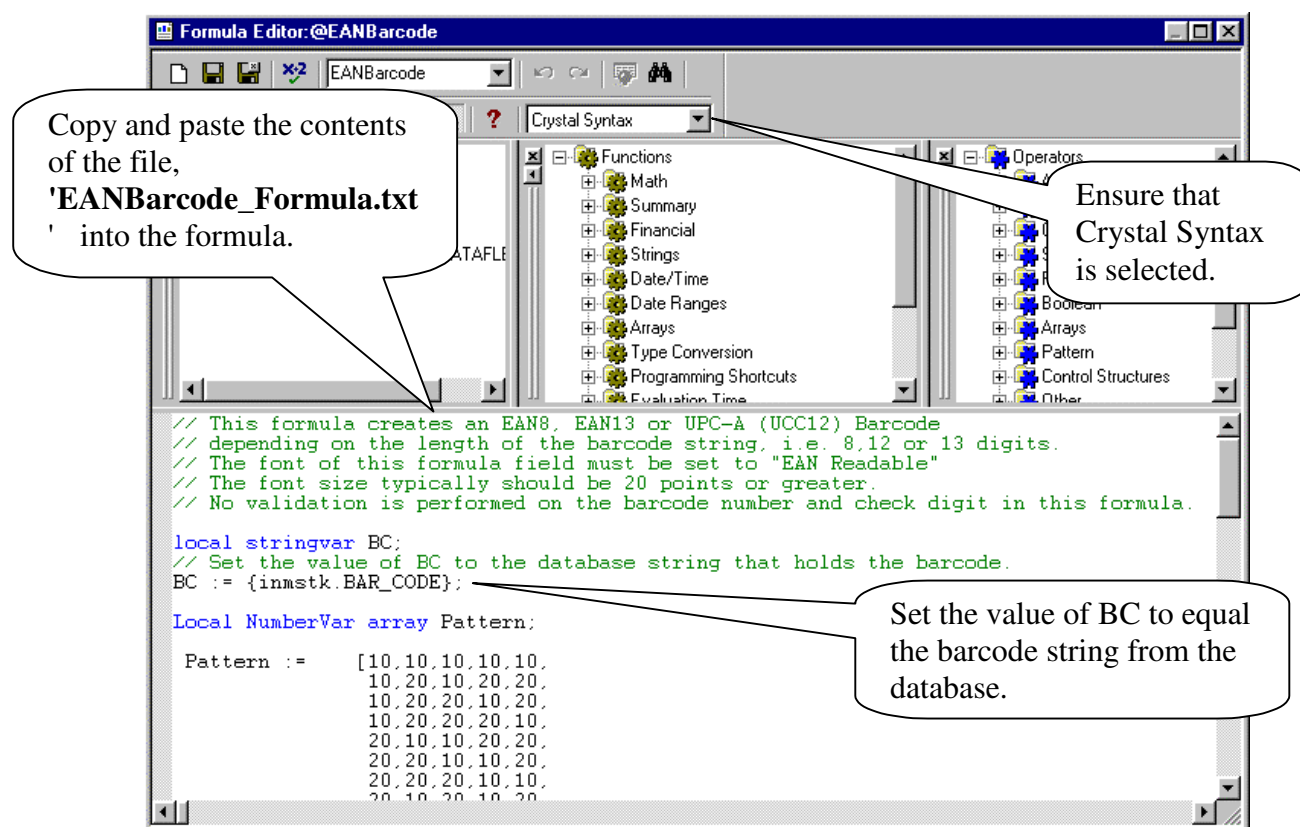 Formula Editor:@EANBarcode
EANBarcode
Crystal Syntax
Copy and paste the contents
of the file,
'EANBarcode_Formula.txt
' into the formula.
Ensure that
Crystal Syntax
is selected.
ATAFLE
Functions
Math
Summary
Financial
Strings
Date/Time
Date Ranges
Arrays
Type Conversion
Programming Shortcuts
Evaluation Time
Operators
Boolean
Arrays
Pattern
Control Structures
Other
// This formula creates an EAN8, EAN13 or UPC-A (UCC12) Barcode
// depending on the length of the barcode string, i.e. 8,12 or 13 digits.
// The font of this formula field must be set to "EAN Readable"
// The font size typically should be 20 points or greater.
// No validation is performed on the barcode number and check digit in this formula.
local stringvar BC;
// Set the value of BC to the database string that holds the barcode.
BC := {inmstk.BAR_CODE};
Local NumberVar array Pattern;
Pattern := [10,10,10,10,10,
10,20,10,20,20,
10,20,20,10,20,
10,20,20,20,10,
20,10,10,20,20,
20,20,10,10,20,
20,20,20,10,10,
20,10,20,10,20,
Set the value of BC to equal
the barcode string from the
database.